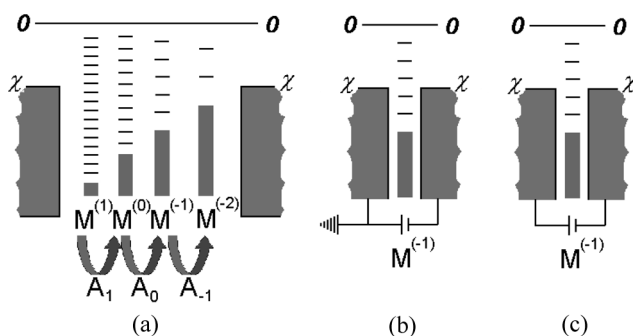 0 0 0 0 0 0
χ χ χ χ χ χ
M(1) M(0) M(-1) M(-2)
A1 A0 A-1
M(-1) M(-1)
(a) (b) (c)